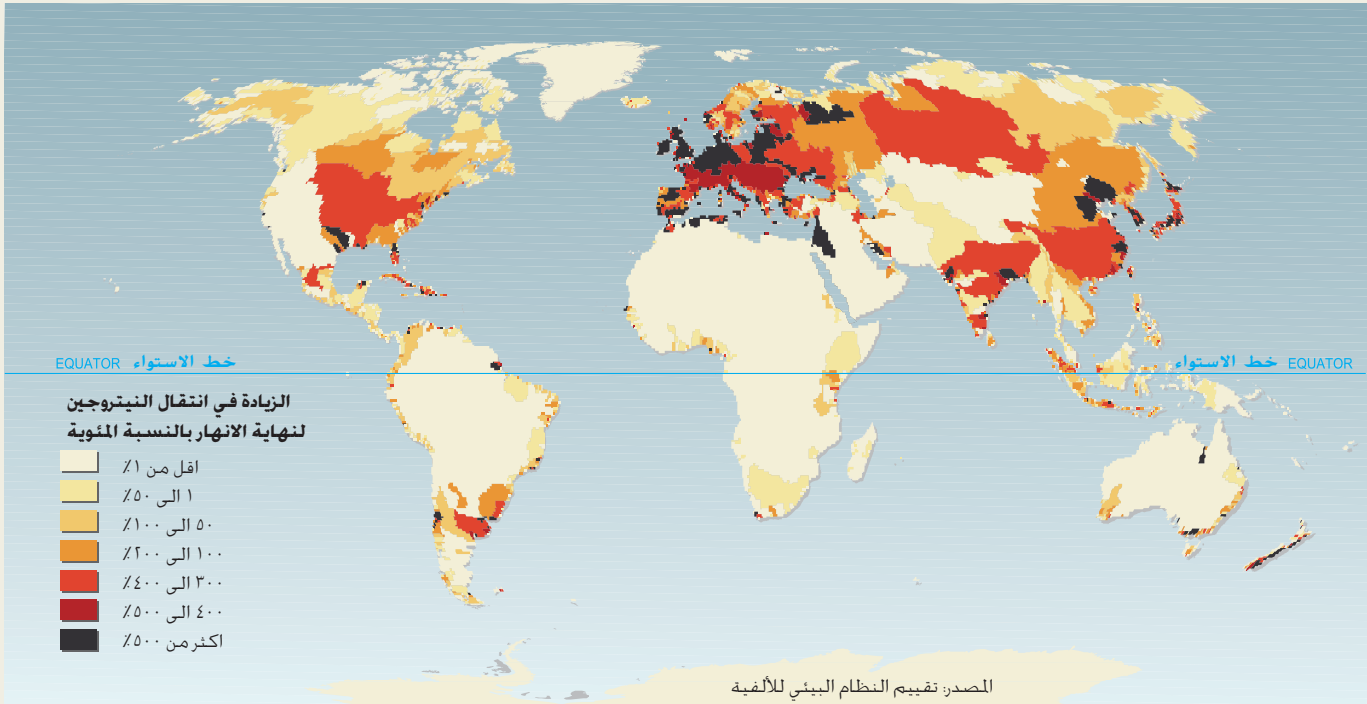 EQUATOR خط الاستواء
خط الاستواء EQUATOR
الزيادة في انتقال النيتروجين
لنهاية الانهار بالنسبة المئوية
اقل من ١٪
١ الى ٥٠٪
٥٠ الى ١٠٠٪
١٠٠ الى ٢٠٠٪
٣٠٠ الى ٤٠٠٪
٤٠٠ الى ٥٠٠٪
اكثر من ٥٠٠٪
المصدر: تقييم النظام البيئي للألفية